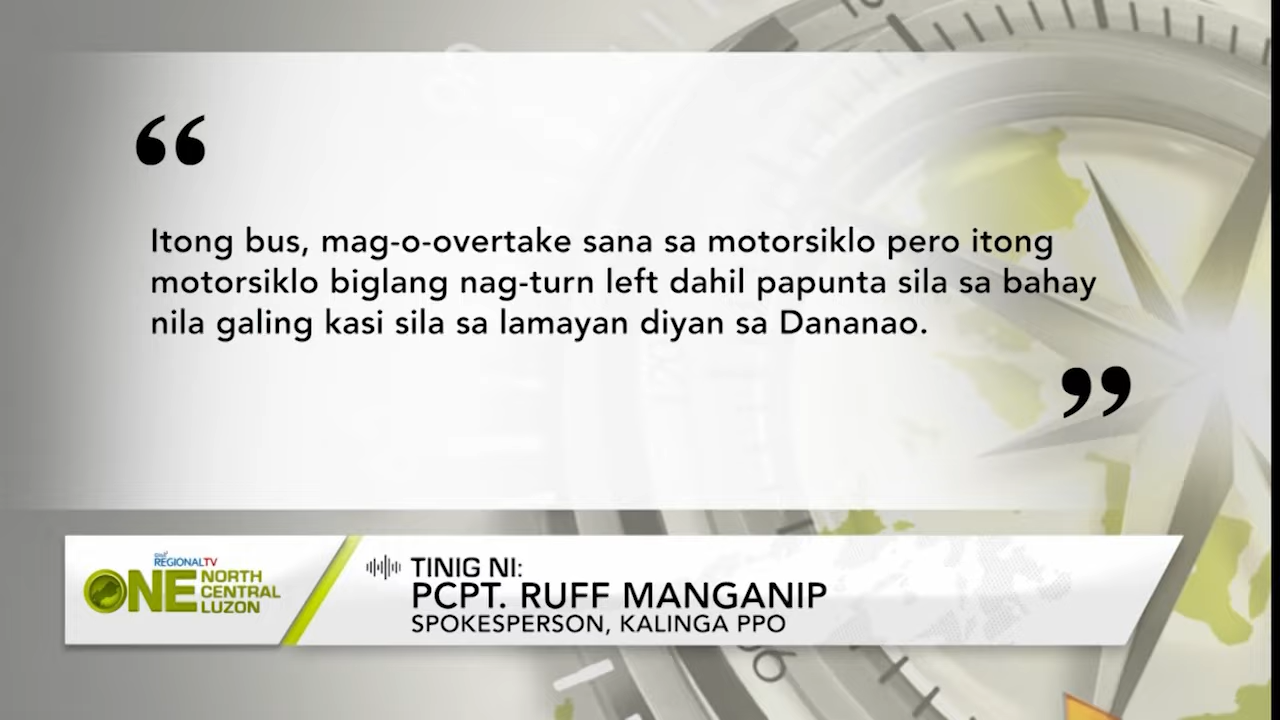 “
Itong bus, mag-o-overtake sana sa motorsiklo pero itong
motorsiklo biglang nag-turn left dahil papunta sila sa bahay
nila galing kasi sila sa lamayan diyan sa Dananao.
”
GMA REGIONALTV
ONE NORTH CENTRAL LUZON
TINIG NI:
PCPT. RUFF MANGANIP
SPOKESPERSON, KALINGA PPO